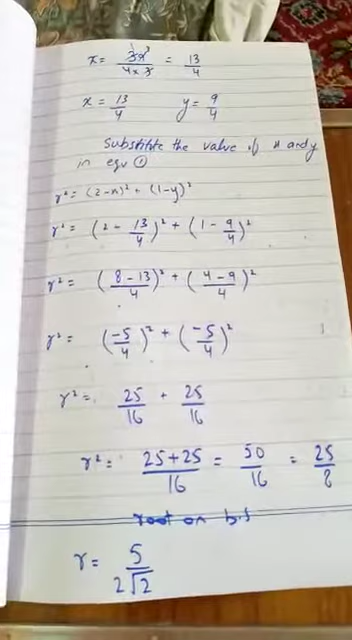 x = 39/4×3 = 13/4
x = 13/4 y = 9/4
Substitute the value of x and y
in equ ①
r² = (2-x)² + (1-y)²
r² = (2 - 13/4)² + (1 - 9/4)²
r² = (8-13/4)² + (4-9/4)²
r² = (-5/4)² + (-5/4)²
r² = 25/16 + 25/16
r² = 25+25/16 = 50/16 = 25/8
root on b.s
r = 5/2√2